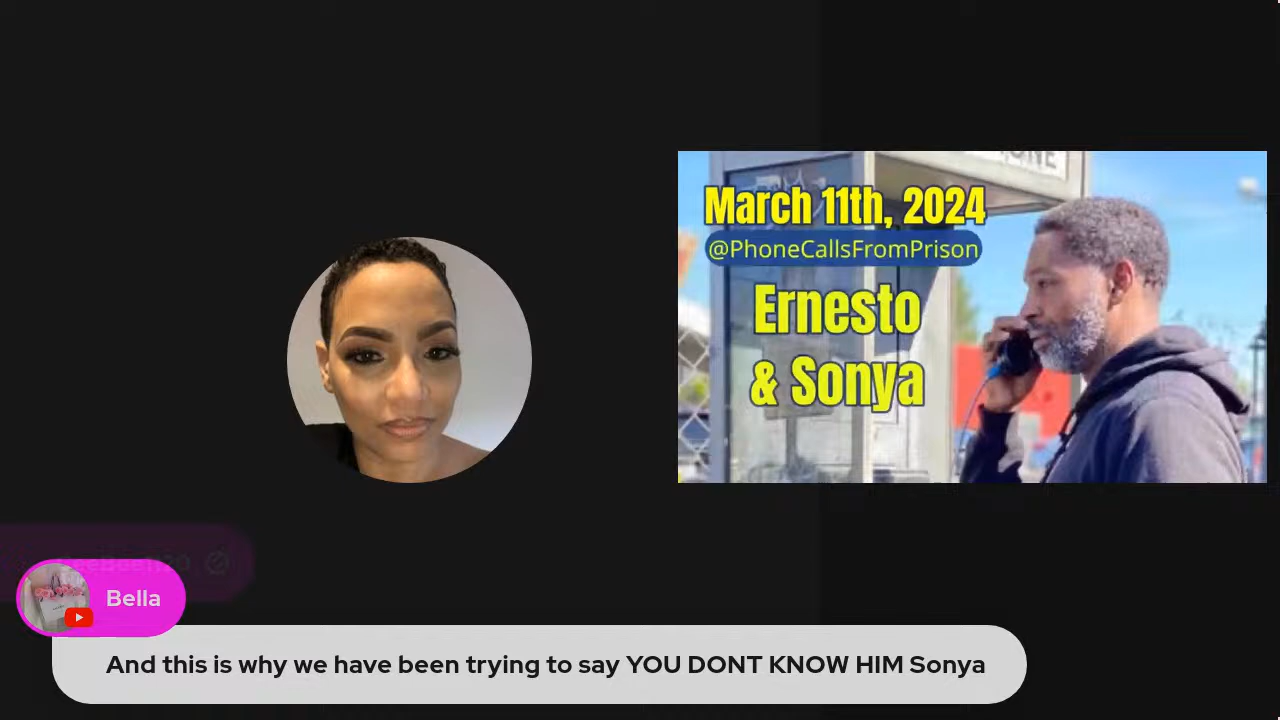 March 11th, 2024
@PhoneCallsFromPrison
Ernesto
& Sonya
Bella
And this is why we have been trying to say YOU DONT KNOW HIM Sonya